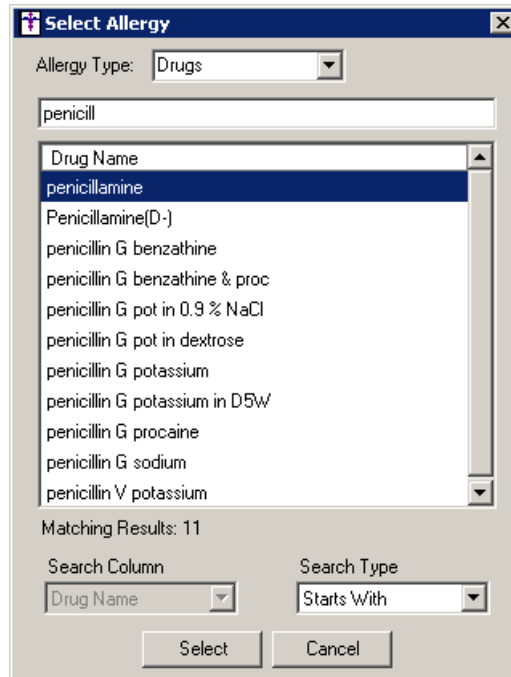 Select Allergy
Allergy Type: Drugs
penicill
Drug Name
penicillamine
Penicillamine(D-)
penicillin G benzathine
penicillin G benzathine & proc
penicillin G pot in 0.9 % NaCl
penicillin G pot in dextrose
penicillin G potassium
penicillin G potassium in D5W
penicillin G procaine
penicillin G sodium
penicillin V potassium
Matching Results: 11
Search Column Search Type
Drug Name Starts With
Select Cancel